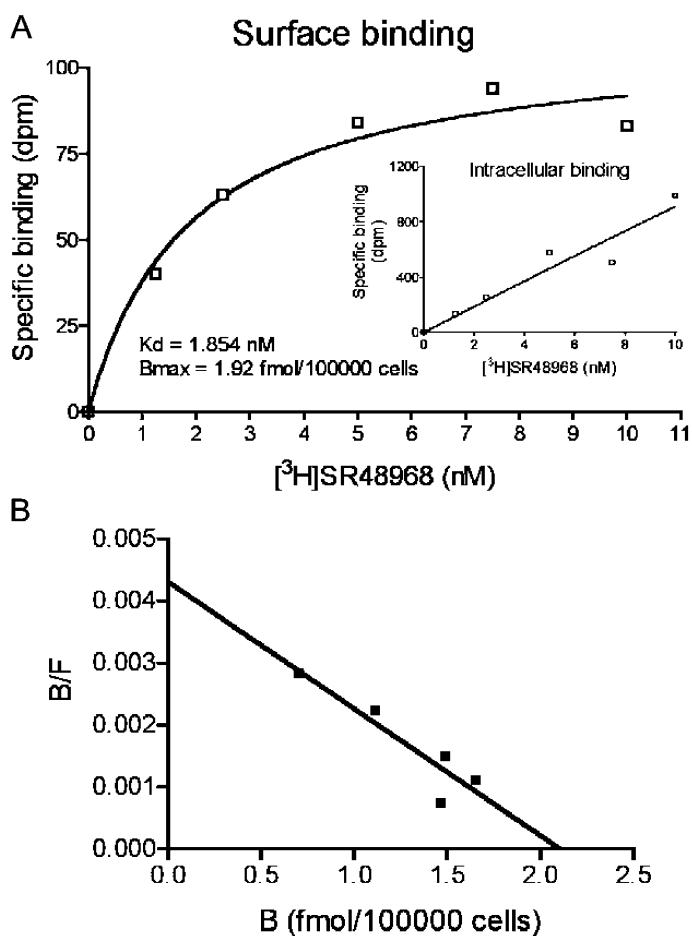 A
Surface binding
Specific binding (dpm)
100
75
50
25
0
0 1 2 3 4 5 6 7 8 9 10 11
[³H]SR48968 (nM)
Kd = 1.854 nM
Bmax = 1.92 fmol/100000 cells
Intracellular binding
Specific binding
(dpm)
1200
800
400
0
0 2 4 6 8 10
[³H]SR48968 (nM)
B
B/F
0.005
0.004
0.003
0.002
0.001
0.000
0.0 0.5 1.0 1.5 2.0 2.5
B (fmol/100000 cells)